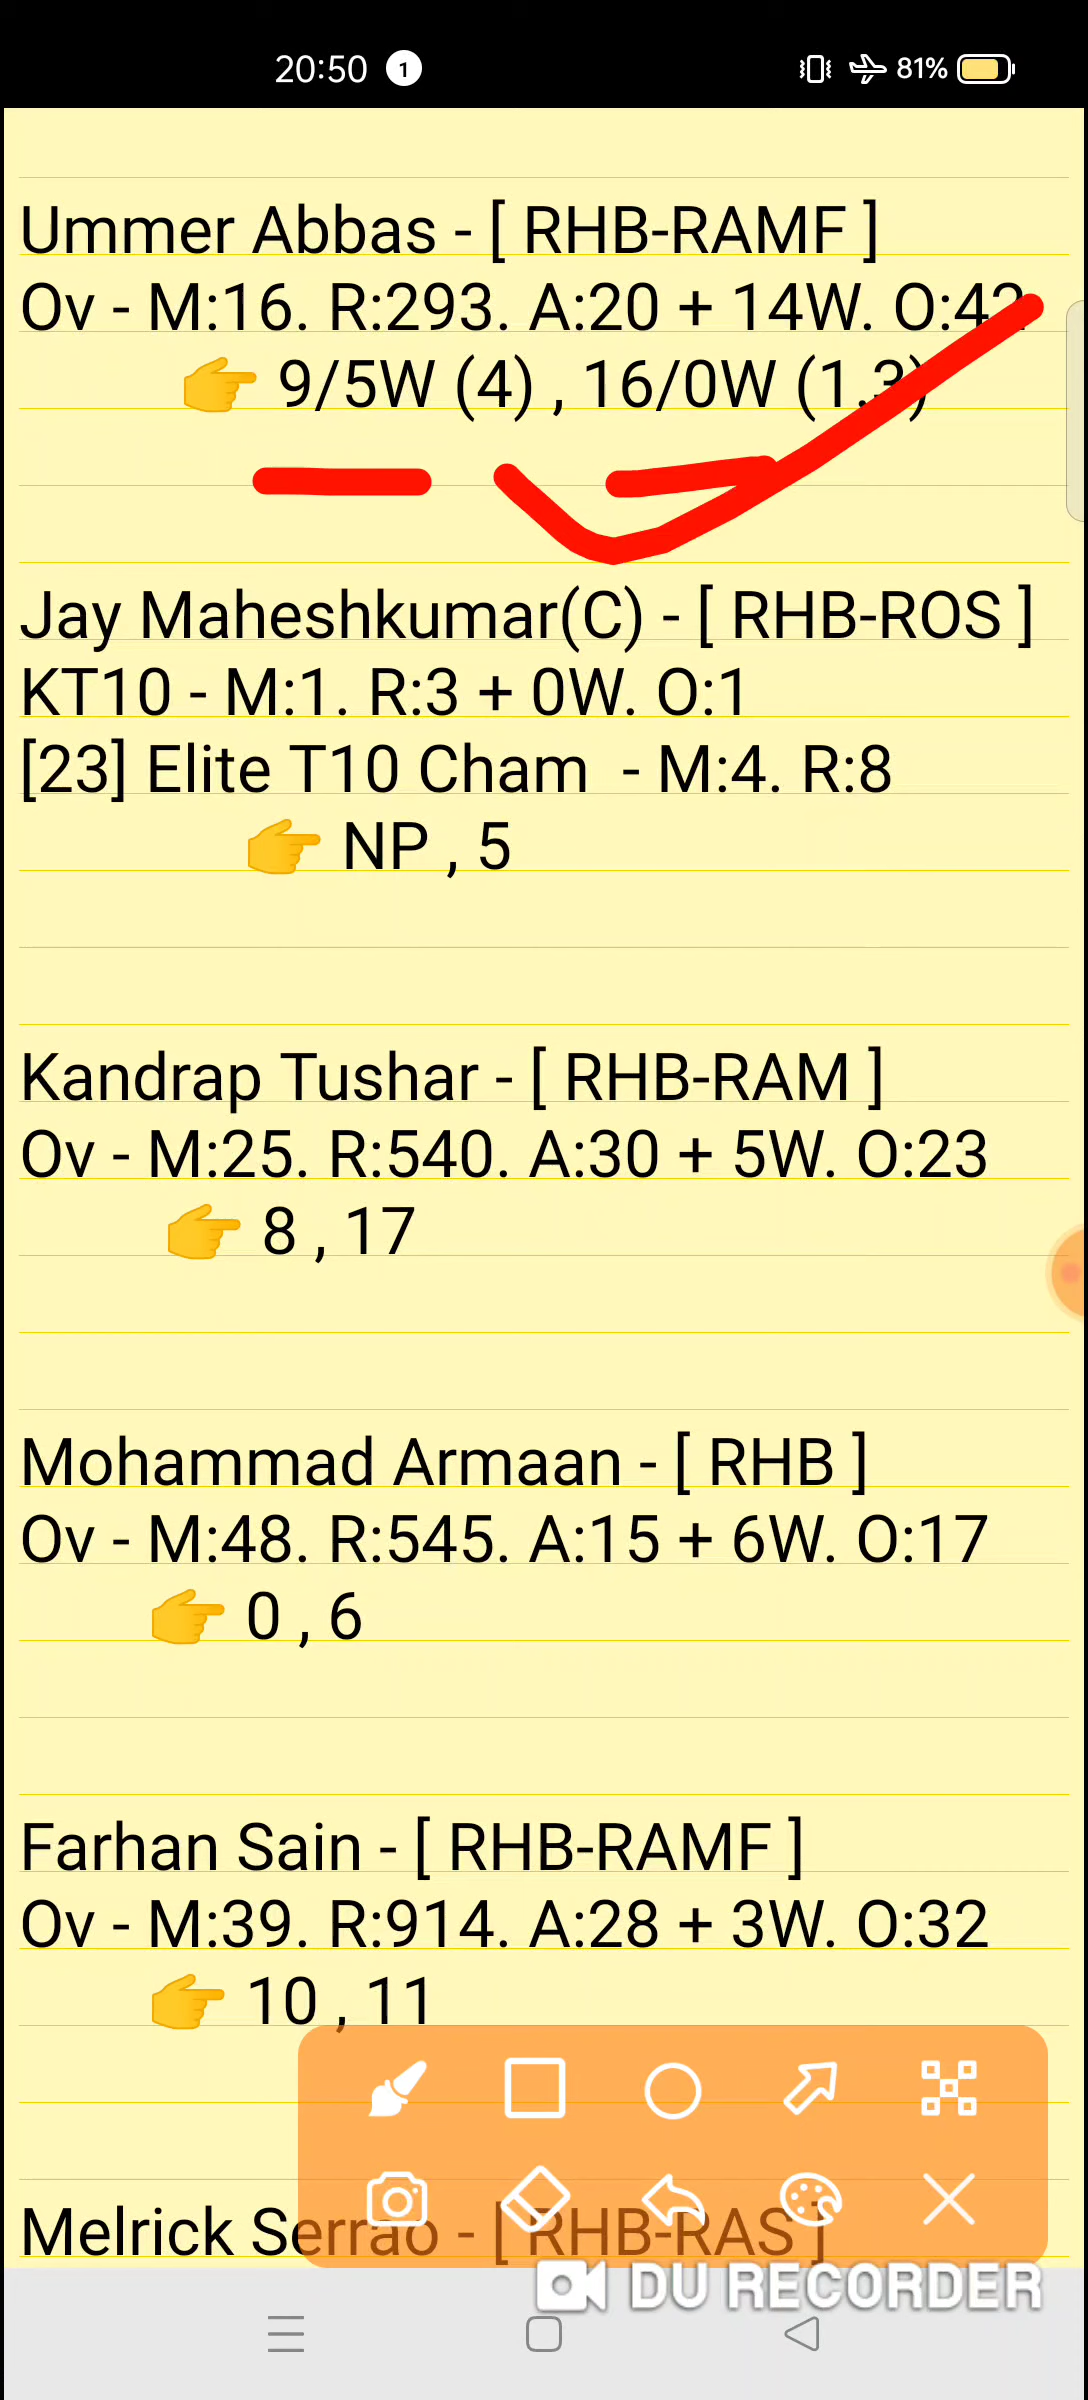 20:50 1 81%
Ummer Abbas - [ RHB-RAMF ]
Ov - M:16. R:293. A:20 + 14W. O:42
👉 9/5W (4) , 16/0W (1.3)
Jay Maheshkumar(C) - [ RHB-ROS ]
KT10 - M:1. R:3 + 0W. O:1
[23] Elite T10 Cham - M:4. R:8
👉 NP , 5
Kandrap Tushar - [ RHB-RAM ]
Ov - M:25. R:540. A:30 + 5W. O:23
👉 8 , 17
Mohammad Armaan - [ RHB ]
Ov - M:48. R:545. A:15 + 6W. O:17
👉 0 , 6
Farhan Sain - [ RHB-RAMF ]
Ov - M:39. R:914. A:28 + 3W. O:32
👉 10 , 11
Melrick Serrao - [ RHB-RAS ]
DU RECORDER